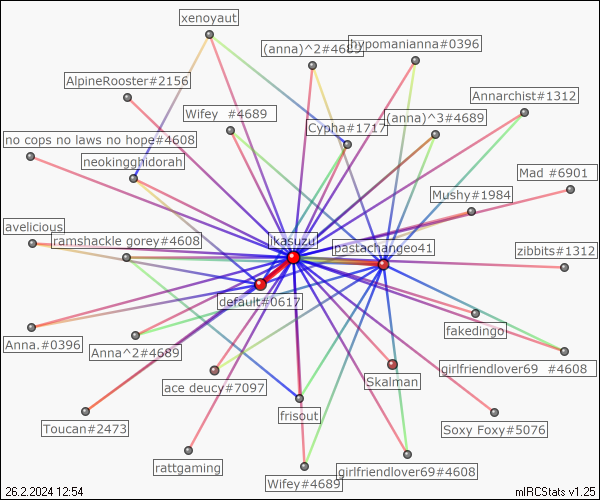 xenoyaut
(anna)^2#4689
hypomanianna#0396
AlpineRooster#2156
Annarchist#1312
Wifey  #4689
(anna)^3#4689
Cypha#1717
no cops no laws no hope#4608
neokingghidorah
Mad #6901
Mushy#1984
avelicious
ramshackle gorey#4608
ikasuzu
pastachangeo41
zibbits#1312
default#0617
fakedingo
Anna.#0396
Anna^2#4689
girlfriendlover69  #4608
ace deucy#7097
Skalman
Toucan#2473
frisout
Soxy Foxy#5076
rattgaming
girlfriendlover69#4608
Wifey#4689
26.2.2024 12:54
mIRCStats v1.25